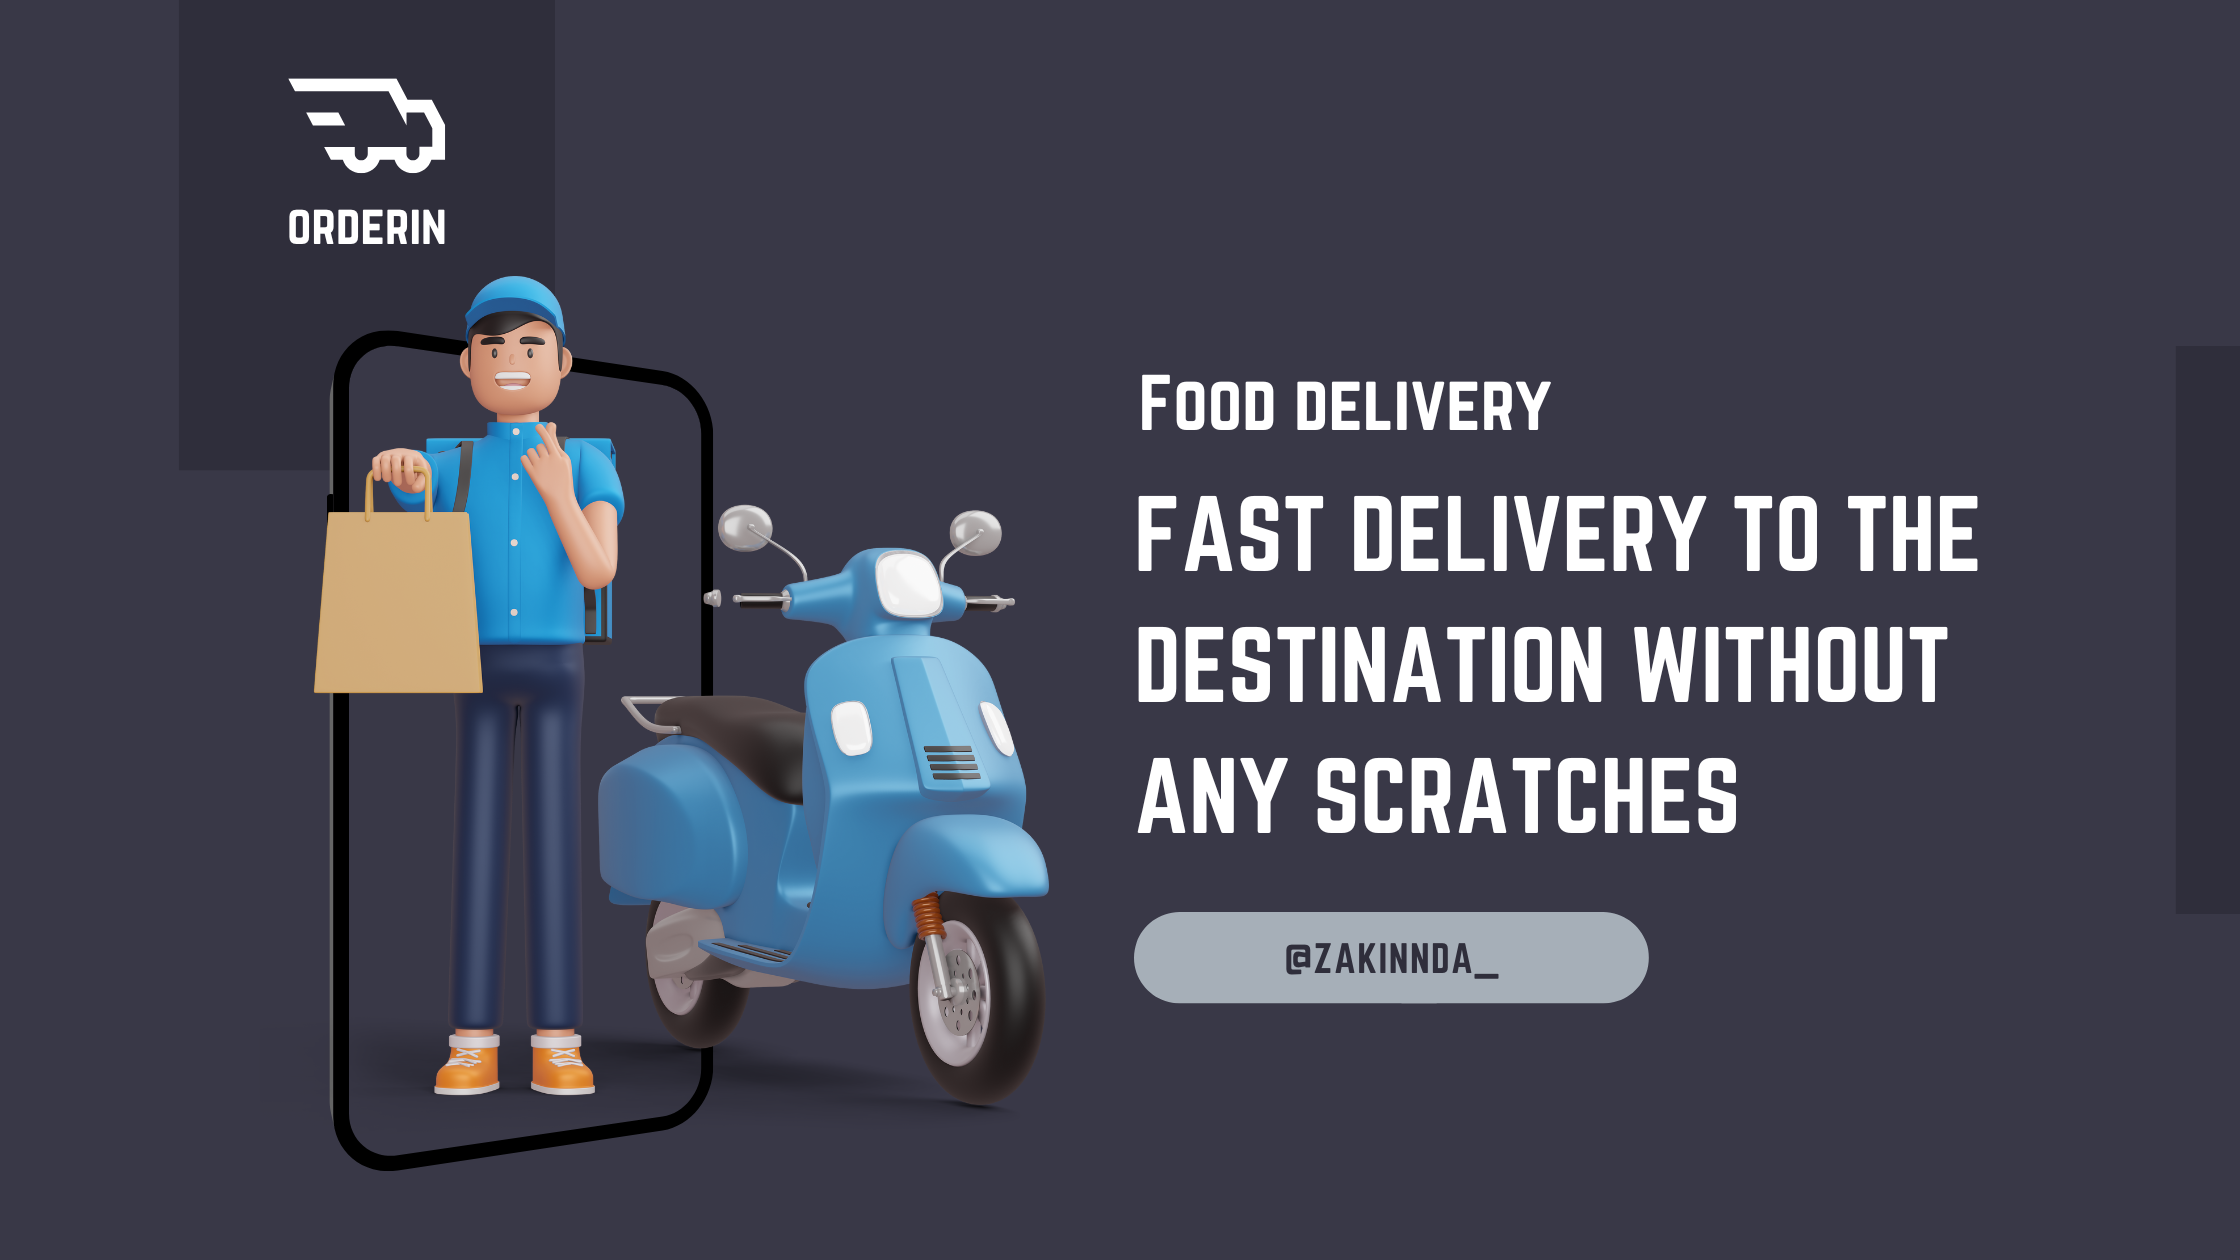 ORDERIN
FOOD DELIVERY
FAST DELIVERY TO THE
DESTINATION WITHOUT
ANY SCRATCHES
@ZAKINNDA_